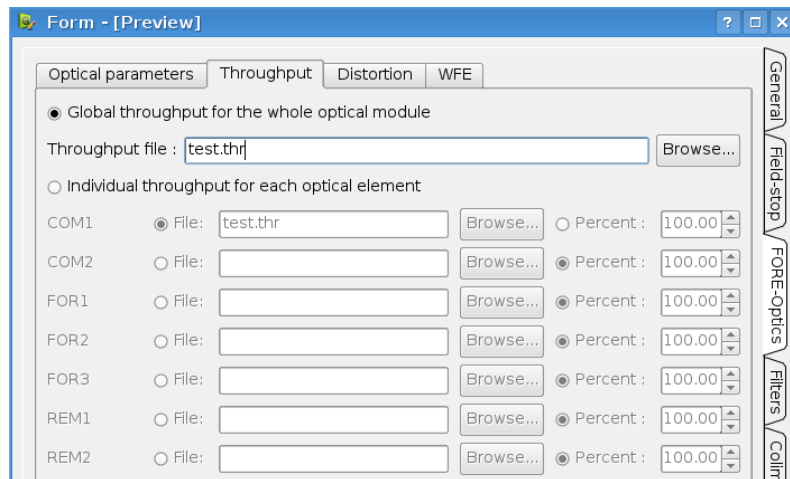 Form - [Preview]
Optical parameters Throughput Distortion WFE
Global throughput for the whole optical module
Throughput file : test.thr Browse...
Individual throughput for each optical element
COM1 File: test.thr Browse... Percent : 100.00
COM2 File: Browse... Percent : 100.00
FOR1 File: Browse... Percent : 100.00
FOR2 File: Browse... Percent : 100.00
FOR3 File: Browse... Percent : 100.00
REM1 File: Browse... Percent : 100.00
REM2 File: Browse... Percent : 100.00
General
Field-stop
FORE-Optics
Filters
Colim